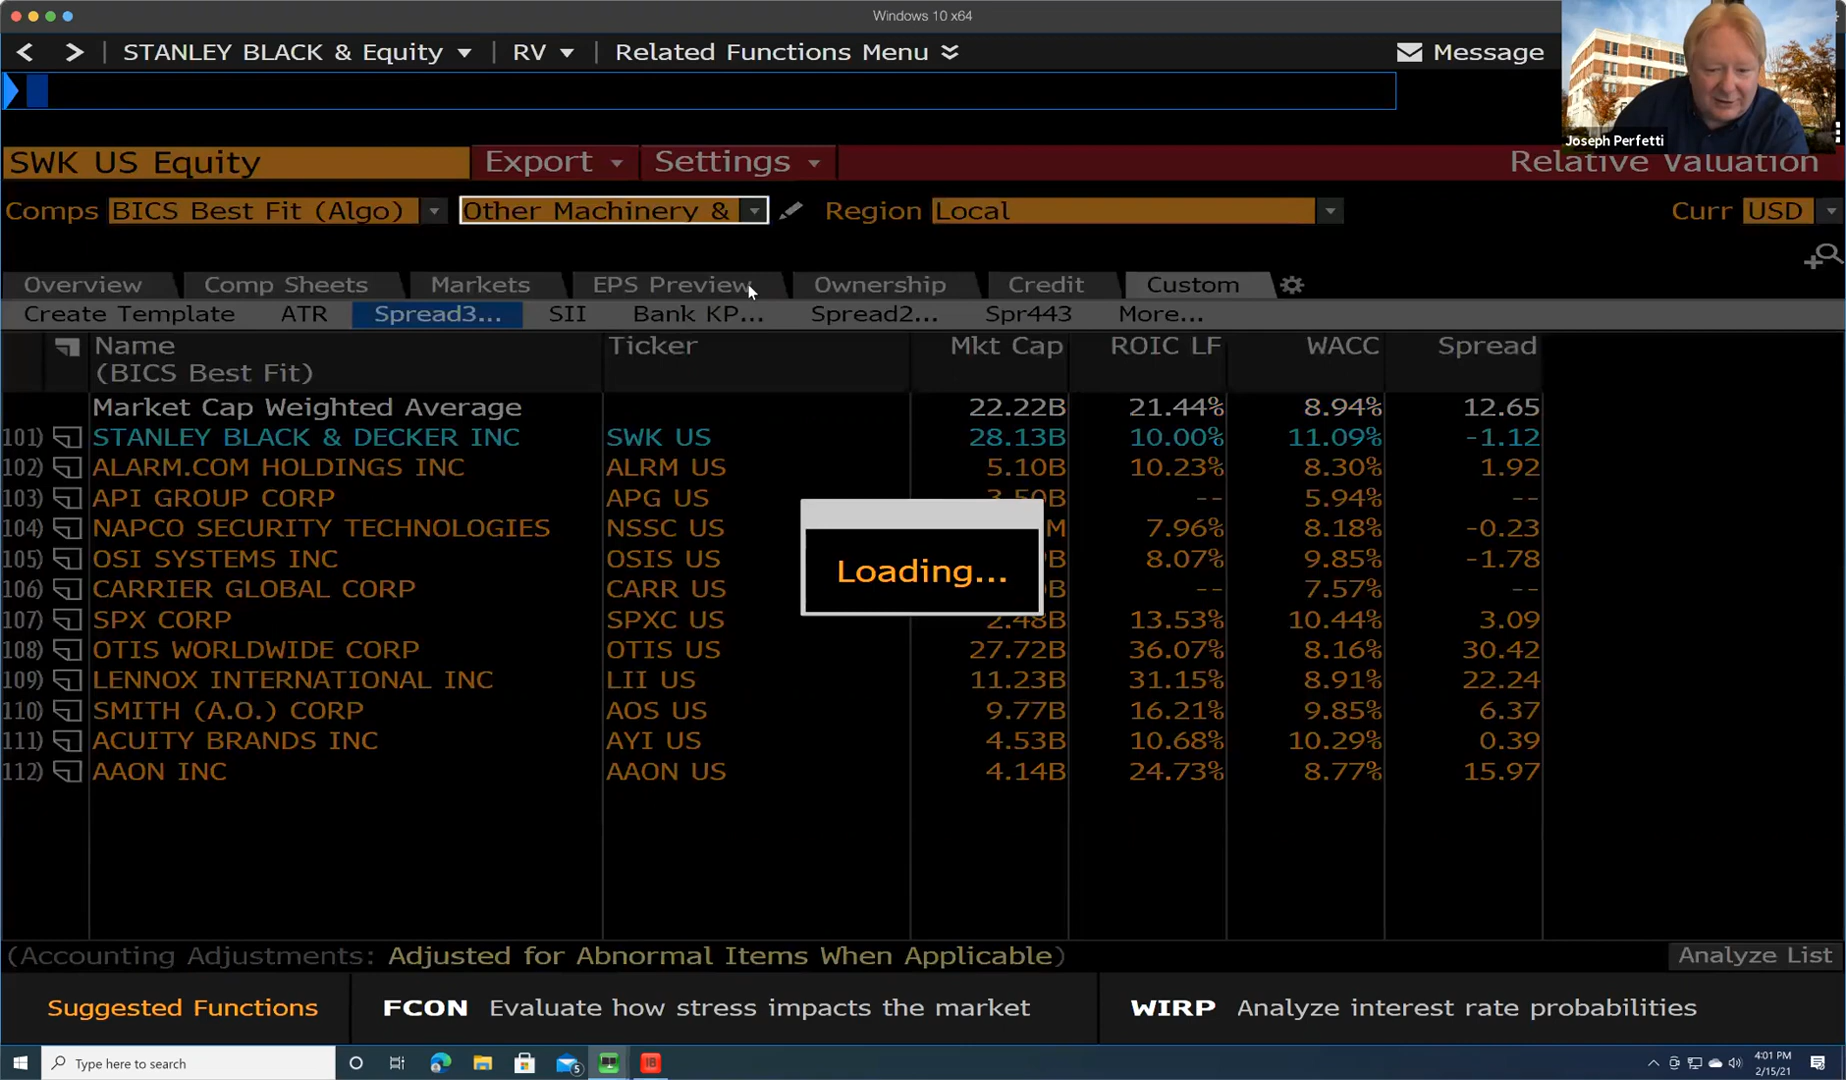 Windows 10 x64
< > STANLEY BLACK & Equity RV Related Functions Menu Message
Joseph Perfetti
SWK US Equity Export Settings Relative Valuation
Comps BICS Best Fit (Algo) Other Machinery & Region Local Curr USD
Overview Comp Sheets Markets EPS Preview Ownership Credit Custom
Create Template ATR Spread3... SII Bank KP... Spread2... Spr443 More...
Name Ticker Mkt Cap ROIC LF WACC Spread
(BICS Best Fit)
Market Cap Weighted Average 22.22B 21.44% 8.94% 12.65
101) STANLEY BLACK & DECKER INC SWK US 28.13B 10.00% 11.09% -1.12
102) ALARM.COM HOLDINGS INC ALRM US 5.10B 10.23% 8.30% 1.92
103) API GROUP CORP APG US 3.50B -- 5.94% --
104) NAPCO SECURITY TECHNOLOGIES NSSC US M 7.96% 8.18% -0.23
105) OSI SYSTEMS INC OSIS US 8.07% 9.85% -1.78
106) CARRIER GLOBAL CORP CARR US -- 7.57% --
Loading...
107) SPX CORP SPXC US 2.48B 13.53% 10.44% 3.09
108) OTIS WORLDWIDE CORP OTIS US 27.72B 36.07% 8.16% 30.42
109) LENNOX INTERNATIONAL INC LII US 11.23B 31.15% 8.91% 22.24
110) SMITH (A.O.) CORP AOS US 9.77B 16.21% 9.85% 6.37
111) ACUITY BRANDS INC AYI US 4.53B 10.68% 10.29% 0.39
112) AAON INC AAON US 4.14B 24.73% 8.77% 15.97
(Accounting Adjustments: Adjusted for Abnormal Items When Applicable) Analyze List
Suggested Functions FCON Evaluate how stress impacts the market WIRP Analyze interest rate probabilities
Type here to search 5 IB 4:01 PM
2/15/21